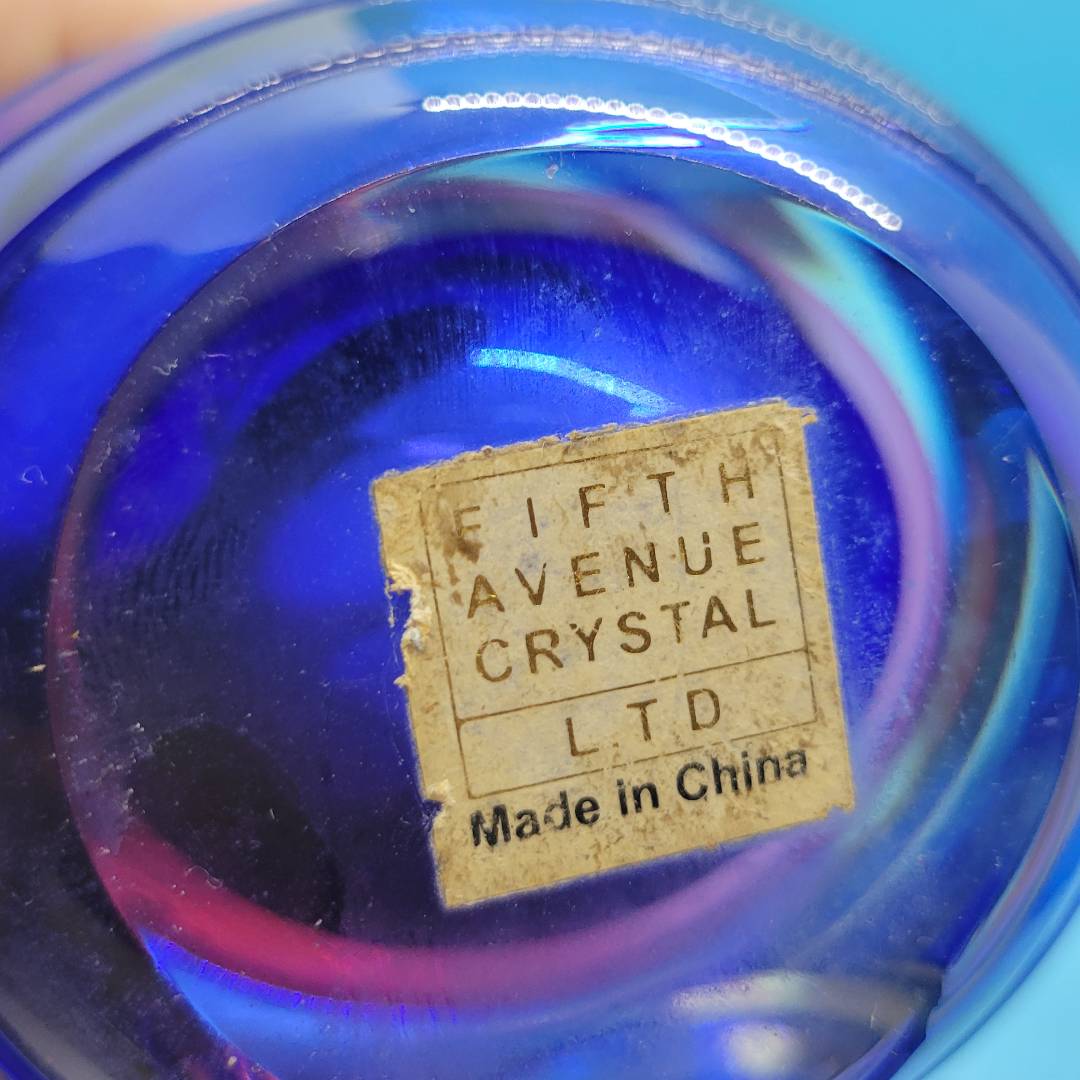 FIFTH
AVENUE
CRYSTAL
LTD
Made in China